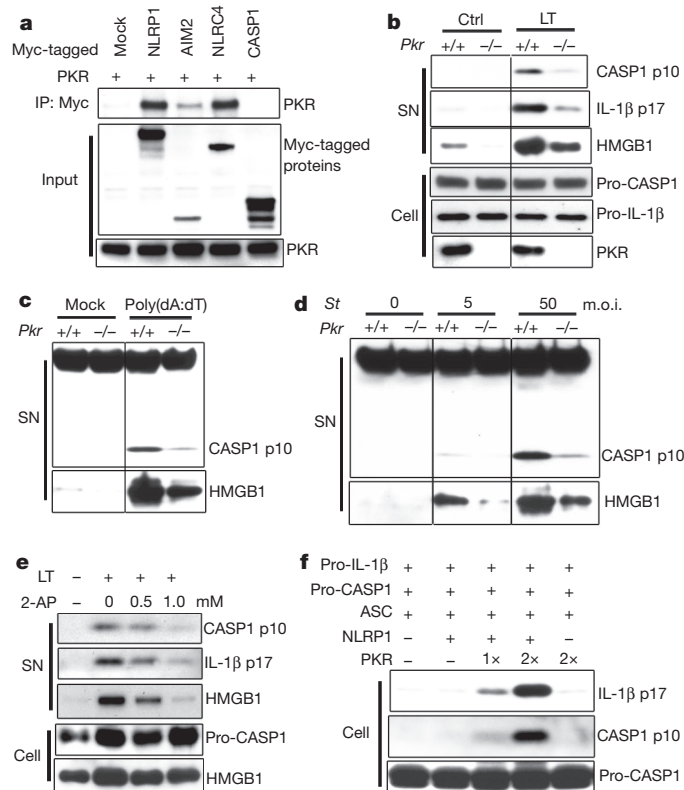 a
Myc-tagged Mock NLRP1 AIM2 NLRC4 CASP1
PKR + + + + +
IP: Myc PKR
Input Myc-tagged proteins
PKR
b
Ctrl LT
Pkr +/+ −/− +/+ −/−
SN CASP1 p10
IL-1β p17
HMGB1
Cell Pro-CASP1
Pro-IL-1β
PKR
c
Mock Poly(dA:dT)
Pkr +/+ −/− +/+ −/−
SN
CASP1 p10
HMGB1
d
St 0 5 50 m.o.i.
Pkr +/+ −/− +/+ −/− +/+ −/−
SN
CASP1 p10
HMGB1
e
LT − + + +
2-AP − 0 0.5 1.0 mM
SN CASP1 p10
IL-1β p17
HMGB1
Cell Pro-CASP1
HMGB1
f
Pro-IL-1β + + + + +
Pro-CASP1 + + + + +
ASC + + + + +
NLRP1 − + + + −
PKR − − 1× 2× 2×
Cell IL-1β p17
CASP1 p10
Pro-CASP1